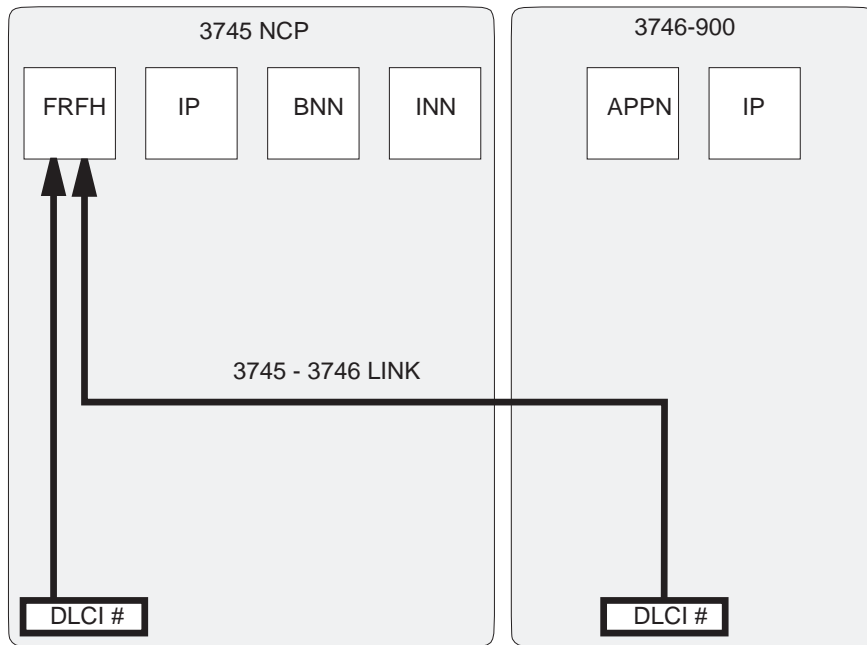 3745 NCP
3746-900
FRFH
IP
BNN
INN
APPN
IP
3745 - 3746 LINK
DLCI #
DLCI #